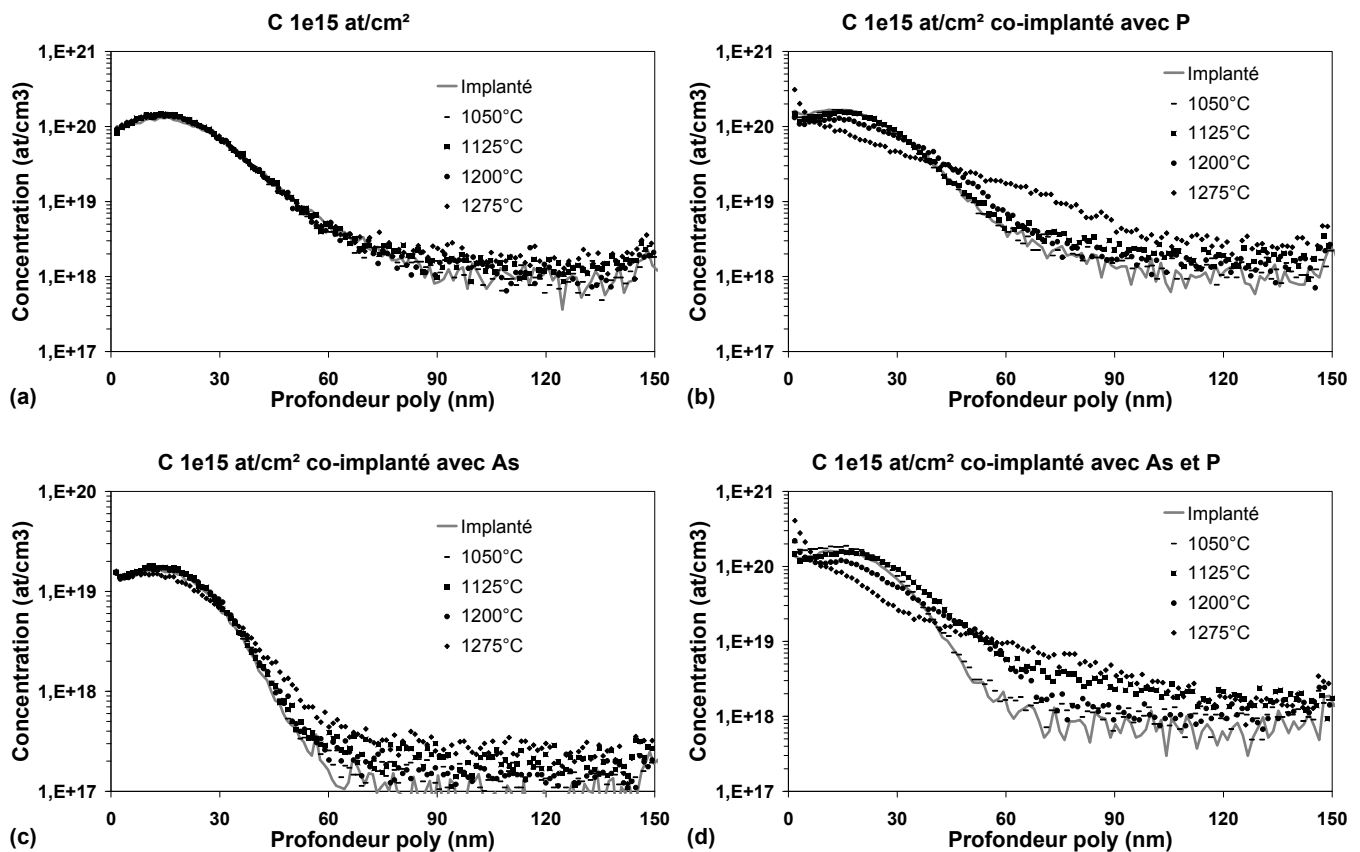 C 1e15 at/cm²
1,E+21
1,E+20
1,E+19
1,E+18
1,E+17
Concentration (at/cm3)
Implanté
1050°C
1125°C
1200°C
1275°C
0 30 60 90 120 150
Profondeur poly (nm)
(a)
C 1e15 at/cm² co-implanté avec P
1,E+21
1,E+20
1,E+19
1,E+18
1,E+17
Concentration (at/cm3)
Implanté
1050°C
1125°C
1200°C
1275°C
0 30 60 90 120 150
Profondeur poly (nm)
(b)
C 1e15 at/cm² co-implanté avec As
1,E+20
1,E+19
1,E+18
1,E+17
Concentration (at/cm3)
Implanté
1050°C
1125°C
1200°C
1275°C
0 30 60 90 120 150
Profondeur poly (nm)
(c)
C 1e15 at/cm² co-implanté avec As et P
1,E+21
1,E+20
1,E+19
1,E+18
1,E+17
Concentration (at/cm3)
Implanté
1050°C
1125°C
1200°C
1275°C
0 30 60 90 120 150
Profondeur poly (nm)
(d)